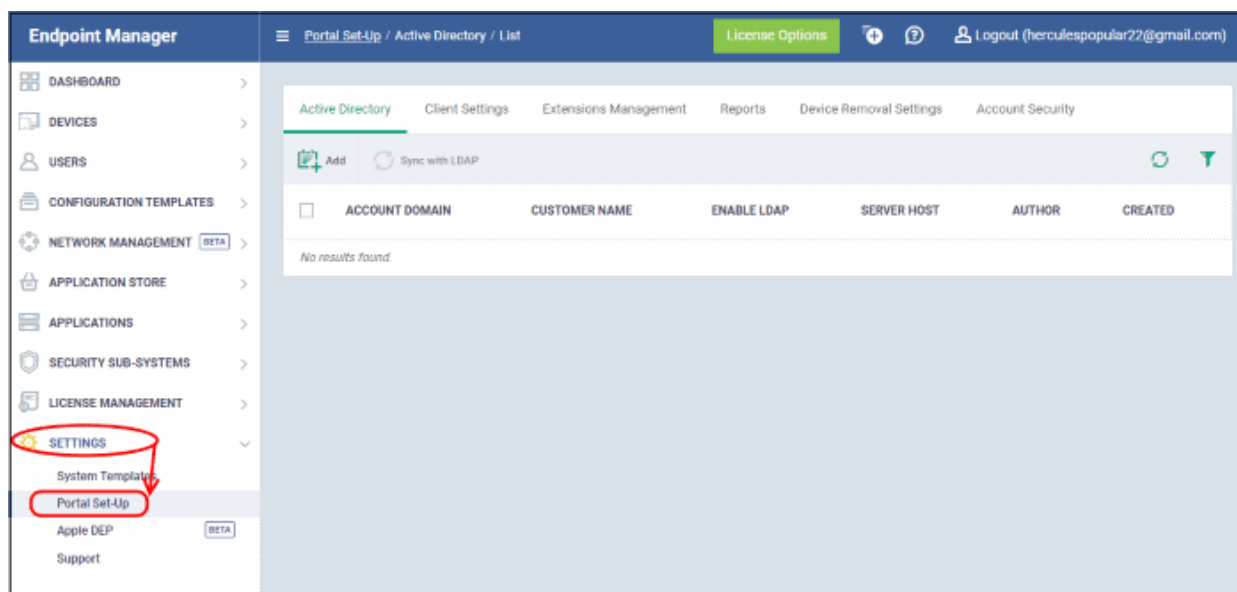 Endpoint Manager
Portal Set-Up / Active Directory / List
License Options
Logout (herculespopular22@gmail.com)
DASHBOARD
DEVICES
USERS
CONFIGURATION TEMPLATES
NETWORK MANAGEMENT BETA
APPLICATION STORE
APPLICATIONS
SECURITY SUB-SYSTEMS
LICENSE MANAGEMENT
SETTINGS
System Templates
Portal Set-Up
Apple DEP BETA
Support
Active Directory Client Settings Extensions Management Reports Device Removal Settings Account Security
Add Sync with LDAP
ACCOUNT DOMAIN CUSTOMER NAME ENABLE LDAP SERVER HOST AUTHOR CREATED
No results found.